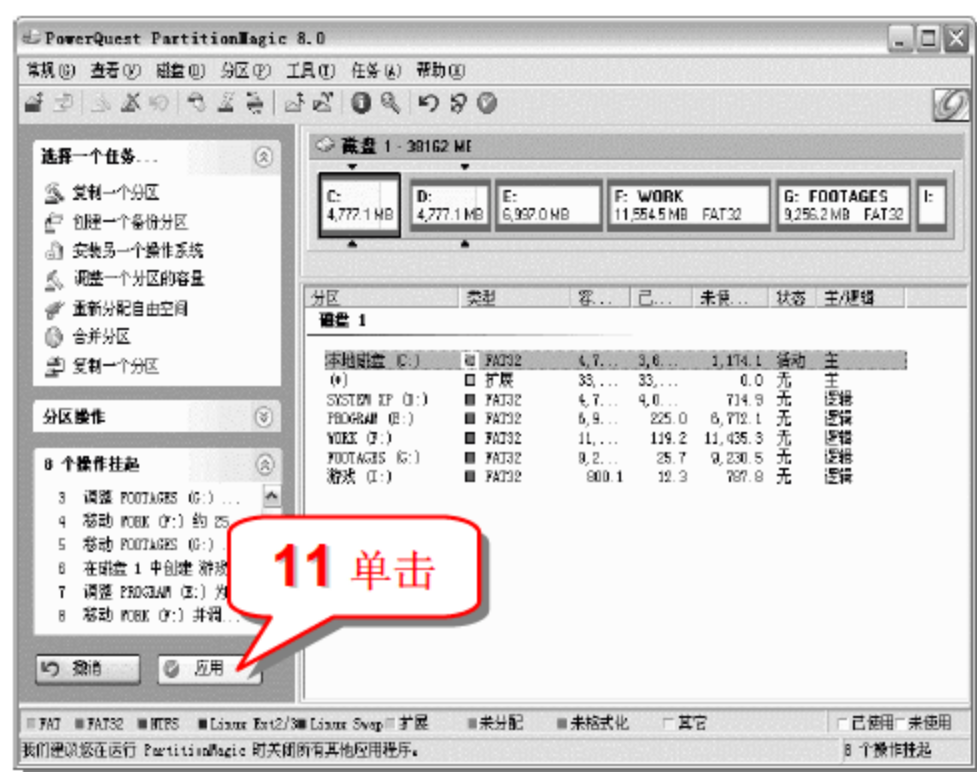 PowerQuest PartitionMagic 8.0
常规(G) 查看(V) 磁盘(D) 分区(P) 工具(T) 任务(A) 帮助(H)
磁盘 1 - 38162 MB
选择一个任务...
复制一个分区
创建一个备份分区
安装另一个操作系统
调整一个分区的容量
重新分配自由空间
合并分区
复制一个分区
C: D: E: F: WORK G: FOOTAGES I:
4,777.1 MB 4,777.1 MB 6,997.0 MB 11,554.5 MB FAT32 9,256.2 MB FAT32
分区 类型 容... 已... 未使... 状态 主/逻辑
磁盘 1
本地磁盘 (C:) FAT32 4,7... 3,6... 1,174.1 活动 主
(*) 扩展 33,... 33,... 0.0 无 主
SYSTEM XP (D:) FAT32 4,7... 4,0... 714.9 无 逻辑
PROGRAM (E:) FAT32 6,9... 225.0 6,772.1 无 逻辑
WORK (F:) FAT32 11,... 119.2 11,435.3 无 逻辑
FOOTAGES (G:) FAT32 9,2... 25.7 9,230.5 无 逻辑
游戏 (I:) FAT32 800.1 12.3 787.8 无 逻辑
分区操作
8 个操作挂起
3 调整 FOOTAGES (G:) ...
4 移动 WORK (F:) 约 25
5 移动 FOOTAGES (G:)
6 在磁盘 1 中创建 游戏
7 调整 PROGRAM (E:) 为
8 移动 WORK (F:) 并调...
11 单击
撤消 应用
FAT FAT32 NTFS Linux Ext2/3 Linux Swap 扩展 未分配 未格式化 其它 已使用 未使用
我们建议您在运行 PartitionMagic 时关闭所有其他应用程序。 8 个操作挂起